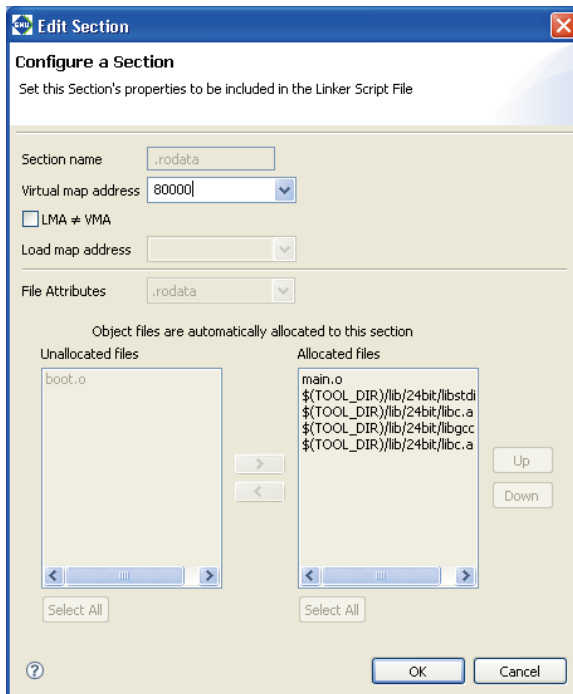 GNU Edit Section
Configure a Section
Set this Section's properties to be included in the Linker Script File
Section name .rodata
Virtual map address 80000
LMA ≠ VMA
Load map address
File Attributes .rodata
Object files are automatically allocated to this section
Unallocated files Allocated files
boot.o main.o
$(TOOL_DIR)/lib/24bit/libstdi
$(TOOL_DIR)/lib/24bit/libc.a
$(TOOL_DIR)/lib/24bit/libgcc
$(TOOL_DIR)/lib/24bit/libc.a
> Up
< Down
Select All Select All
? OK Cancel